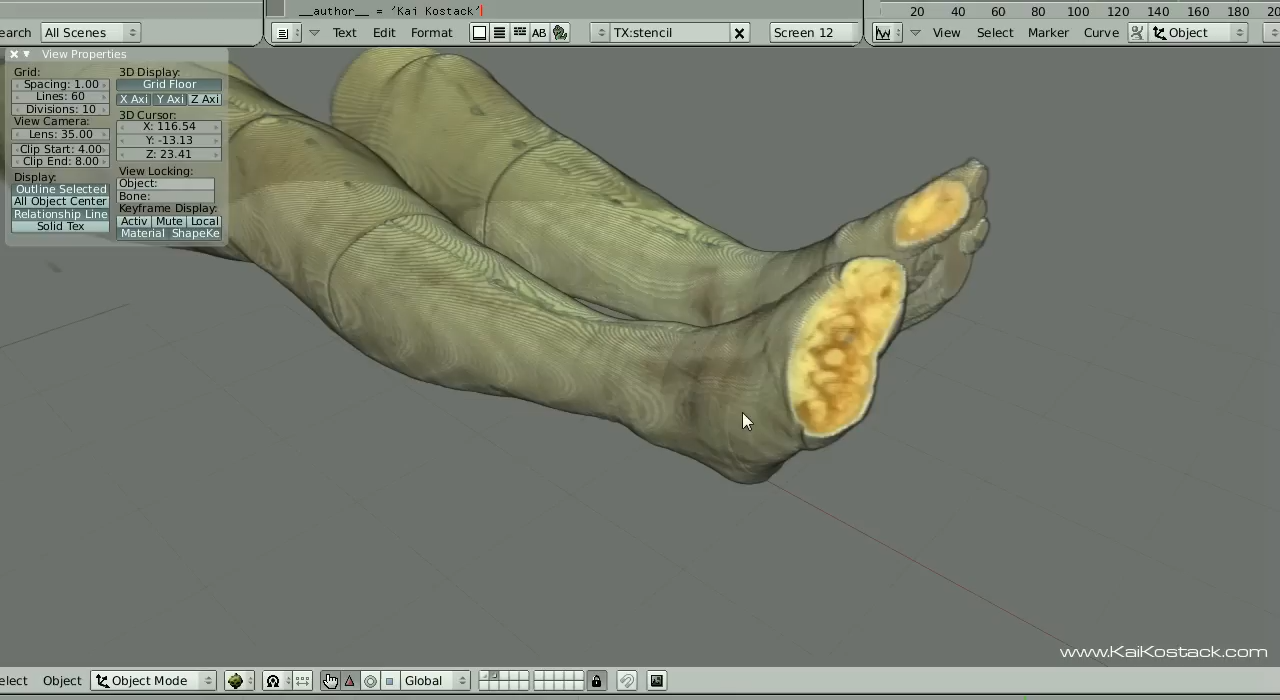 __author__ = 'Kai Kostack'
20 40 60 80 100 120 140 160 180 20
earch All Scenes
Text Edit Format AB TX:stencil Screen 12
View Select Marker Curve Object
View Properties
Grid:
Spacing: 1.00
Lines: 60
Divisions: 10
View Camera:
Lens: 35.00
Clip Start: 4.00
Clip End: 8.00
Display:
Outline Selected
All Object Center
Relationship Line
Solid Tex
3D Display:
Grid Floor
X Axi Y Axi Z Axi
3D Cursor:
X: 116.54
Y: -13.13
Z: 23.41
View Locking:
Object:
Bone:
Keyframe Display:
Activ Mute Local
Material ShapeKe
www.KaiKostack.com
elect Object Object Mode Global